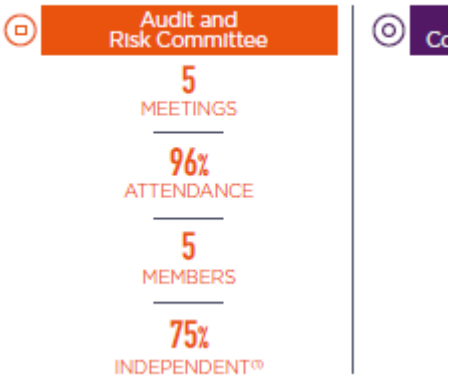 Audit and
Risk Committee
5
MEETINGS
96%
ATTENDANCE
5
MEMBERS
75%
INDEPENDENT⁽¹⁾